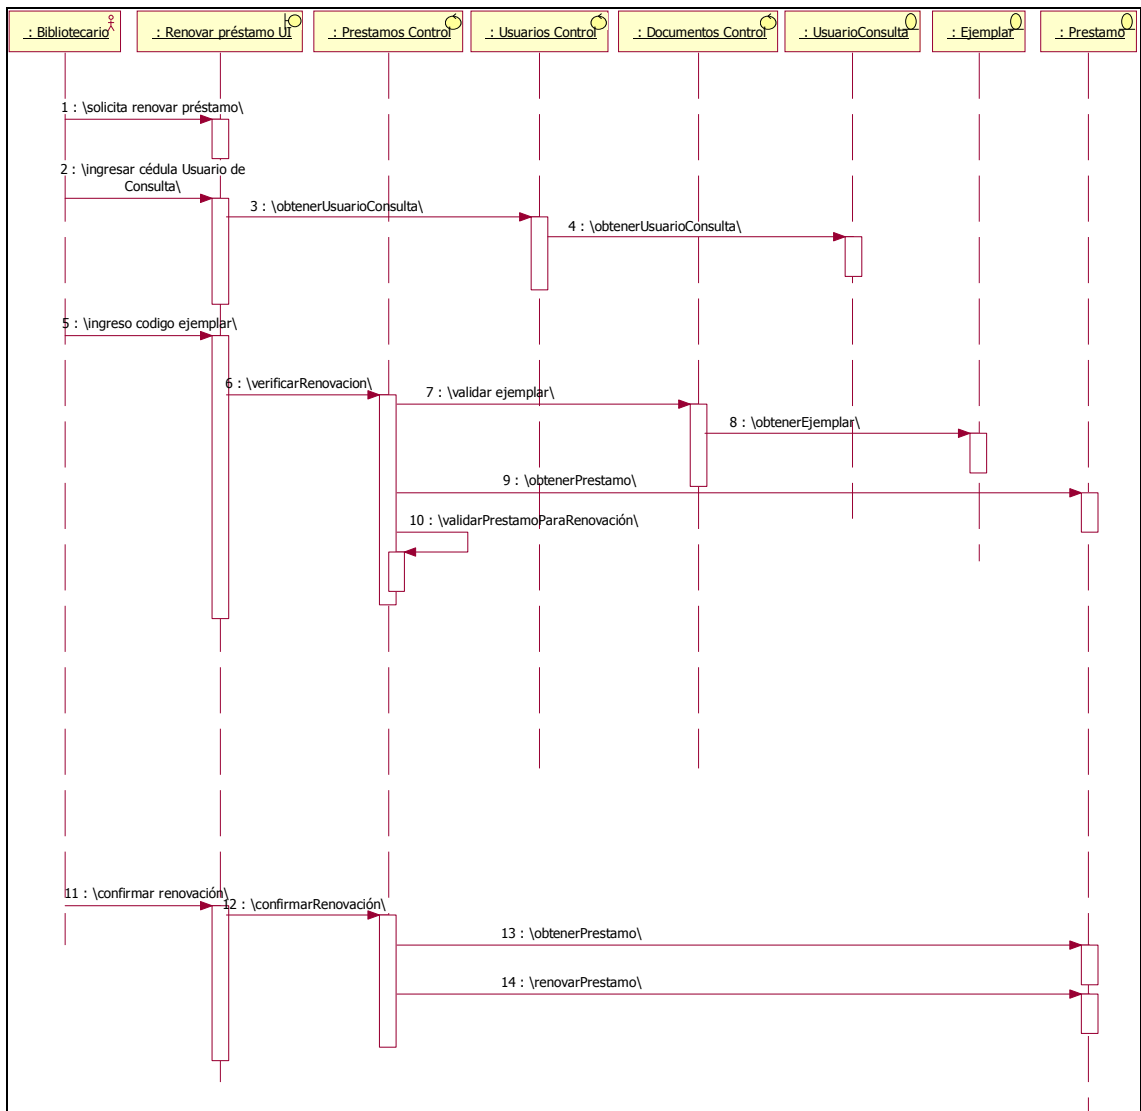 : Bibliotecario
: Renovar préstamo UI
: Prestamos Control
: Usuarios Control
: Documentos Control
: UsuarioConsulta
: Ejemplar
: Prestamo
1 : \solicita renovar préstamo\
2 : \ingresar cédula Usuario de
Consulta\
3 : \obtenerUsuarioConsulta\
4 : \obtenerUsuarioConsulta\
5 : \ingreso codigo ejemplar\
6 : \verificarRenovacion\
7 : \validar ejemplar\
8 : \obtenerEjemplar\
9 : \obtenerPrestamo\
10 : \validarPrestamoParaRenovación\
11 : \confirmar renovación\
12 : \confirmarRenovación\
13 : \obtenerPrestamo\
14 : \renovarPrestamo\